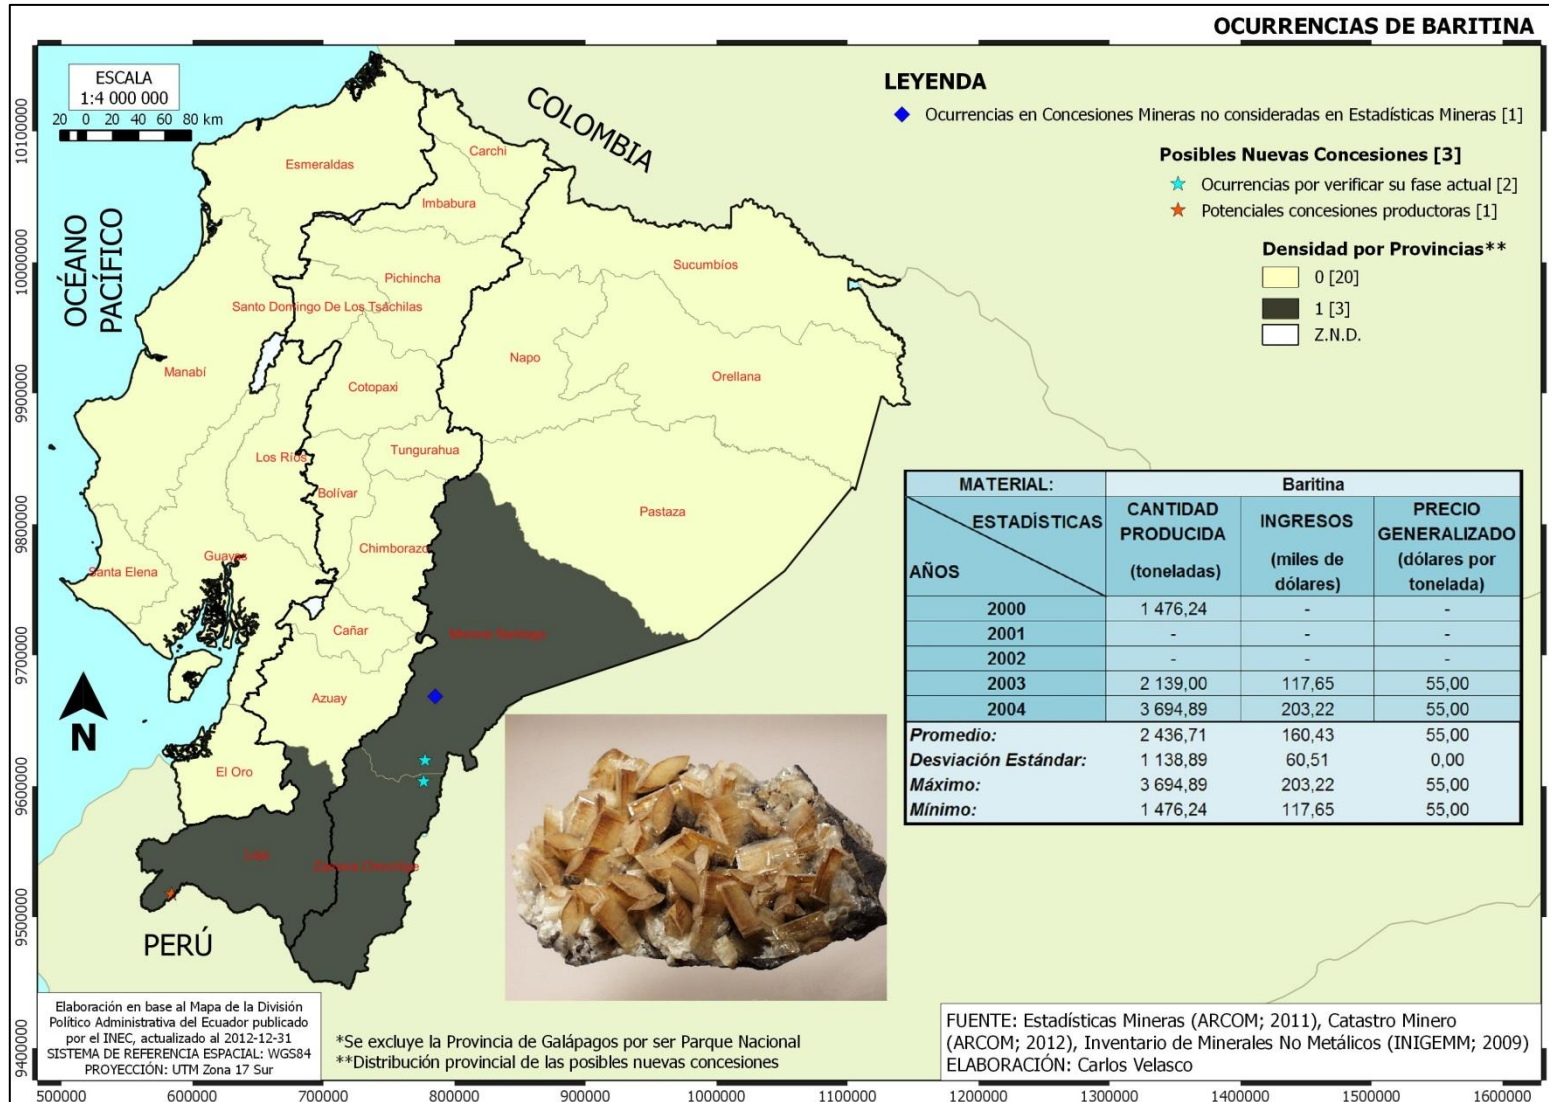 OCURRENCIAS DE BARITINA
ESCALA
1:4 000 000
20 0 20 40 60 80 km
LEYENDA
Ocurrencias en Concesiones Mineras no consideradas en Estadísticas Mineras [1]
Posibles Nuevas Concesiones [3]
Ocurrencias por verificar su fase actual [2]
Potenciales concesiones productoras [1]
Densidad por Provincias**
0 [20]
1 [3]
Z.N.D.
COLOMBIA
OCÉANO
PACÍFICO
PERÚ
N
Esmeraldas
Carchi
Imbabura
Pichincha
Sucumbíos
Santo Domingo De Los Tsáchilas
Manabí
Cotopaxi
Napo
Orellana
Los Ríos
Tungurahua
Bolívar
Pastaza
Chimborazo
Guayas
Santa Elena
Cañar
Morona Santiago
Azuay
El Oro
Loja
Zamora Chinchipe
MATERIAL: Baritina
ESTADÍSTICAS CANTIDAD PRODUCIDA (toneladas) INGRESOS (miles de dólares) PRECIO GENERALIZADO (dólares por tonelada)
AÑOS
2000 1 476,24 - -
2001 - - -
2002 - - -
2003 2 139,00 117,65 55,00
2004 3 694,89 203,22 55,00
Promedio: 2 436,71 160,43 55,00
Desviación Estándar: 1 138,89 60,51 0,00
Máximo: 3 694,89 203,22 55,00
Mínimo: 1 476,24 117,65 55,00
Elaboración en base al Mapa de la División
Político Administrativa del Ecuador publicado
por el INEC, actualizado al 2012-12-31
SISTEMA DE REFERENCIA ESPACIAL: WGS84
PROYECCIÓN: UTM Zona 17 Sur
*Se excluye la Provincia de Galápagos por ser Parque Nacional
**Distribución provincial de las posibles nuevas concesiones
FUENTE: Estadísticas Mineras (ARCOM; 2011), Catastro Minero
(ARCOM; 2012), Inventario de Minerales No Metálicos (INIGEMM; 2009)
ELABORACIÓN: Carlos Velasco
10100000
10000000
9900000
9800000
9700000
9600000
9500000
9400000
500000 600000 700000 800000 900000 1000000 1100000 1200000 1300000 1400000 1500000 1600000